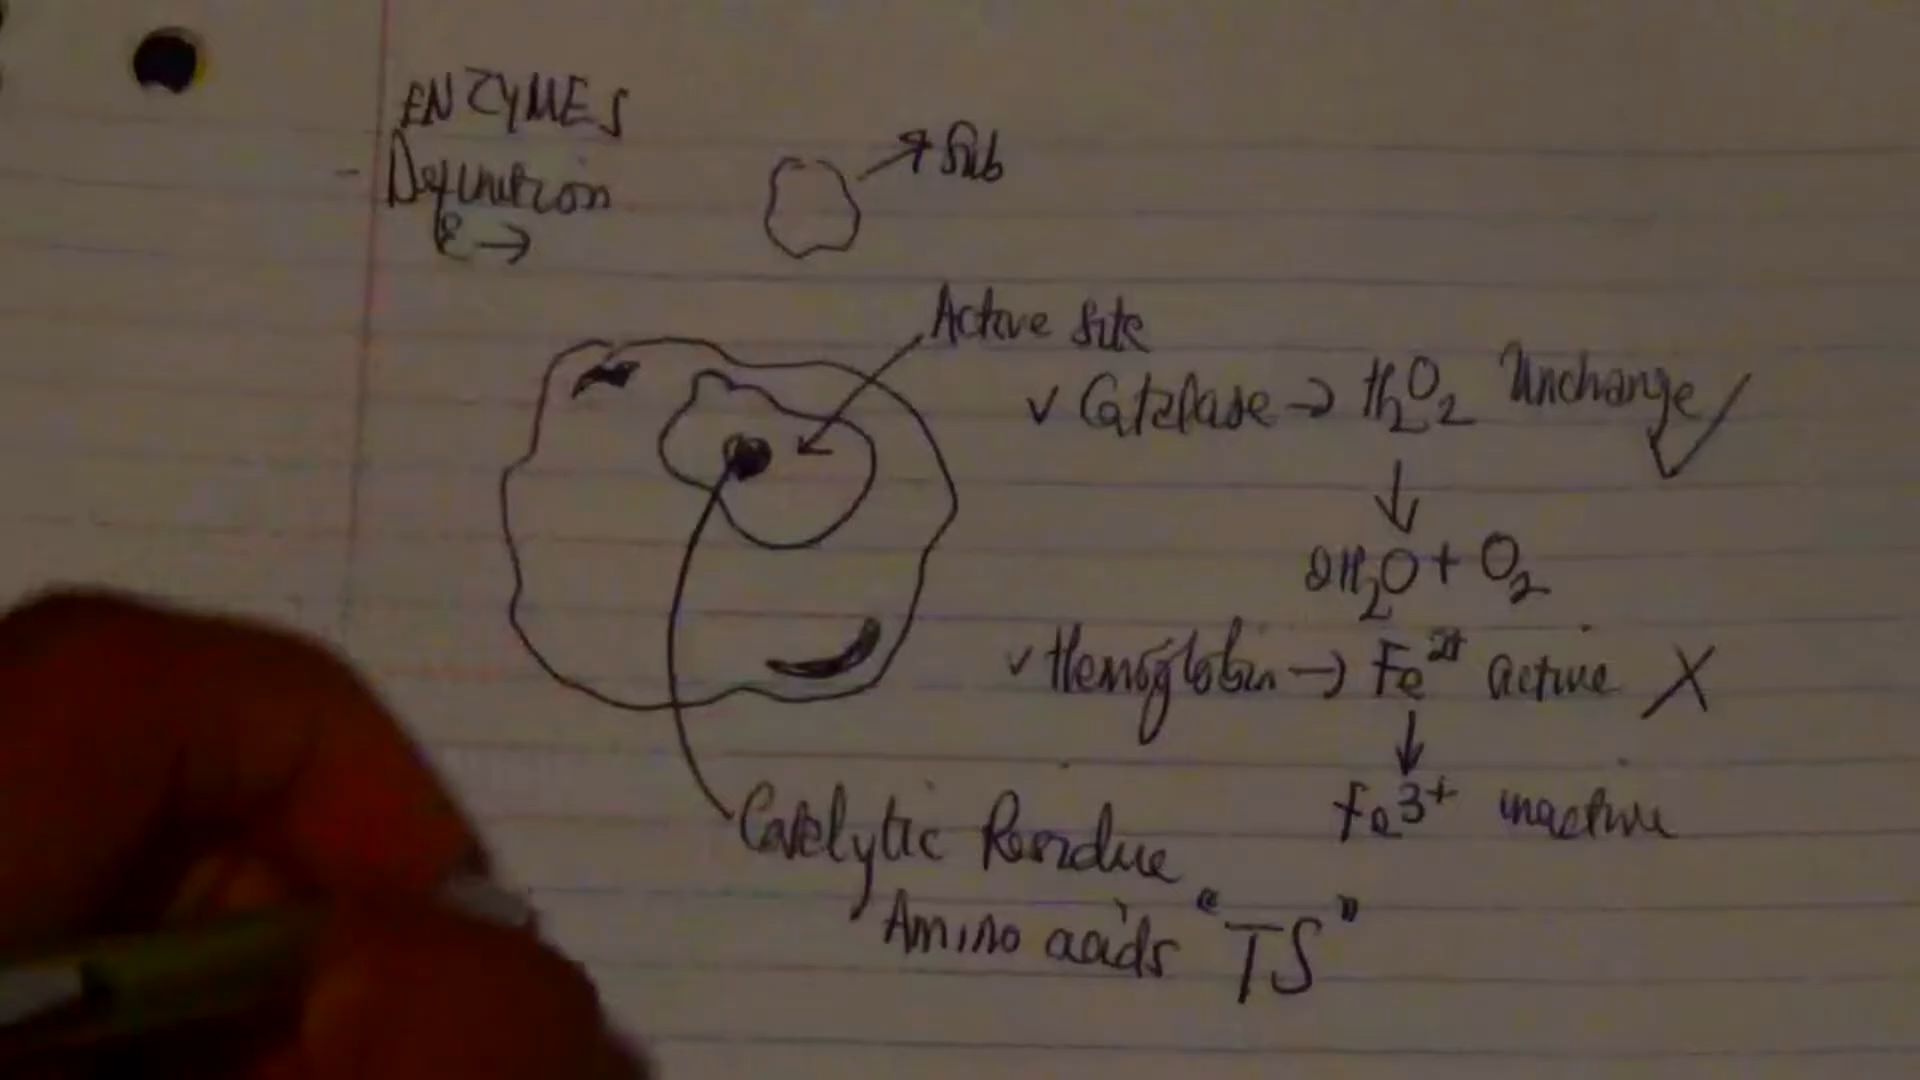 ENZYMES
- Definition
E →
Sub
Active Site
✓ Catalase → H₂O₂ Unchange ✓
↓
2H₂O + O₂
✓ Hemoglobin → Fe²⁺ active X
↓
Fe3+ inactive
Catalytic Residue
Amino acids "TS"